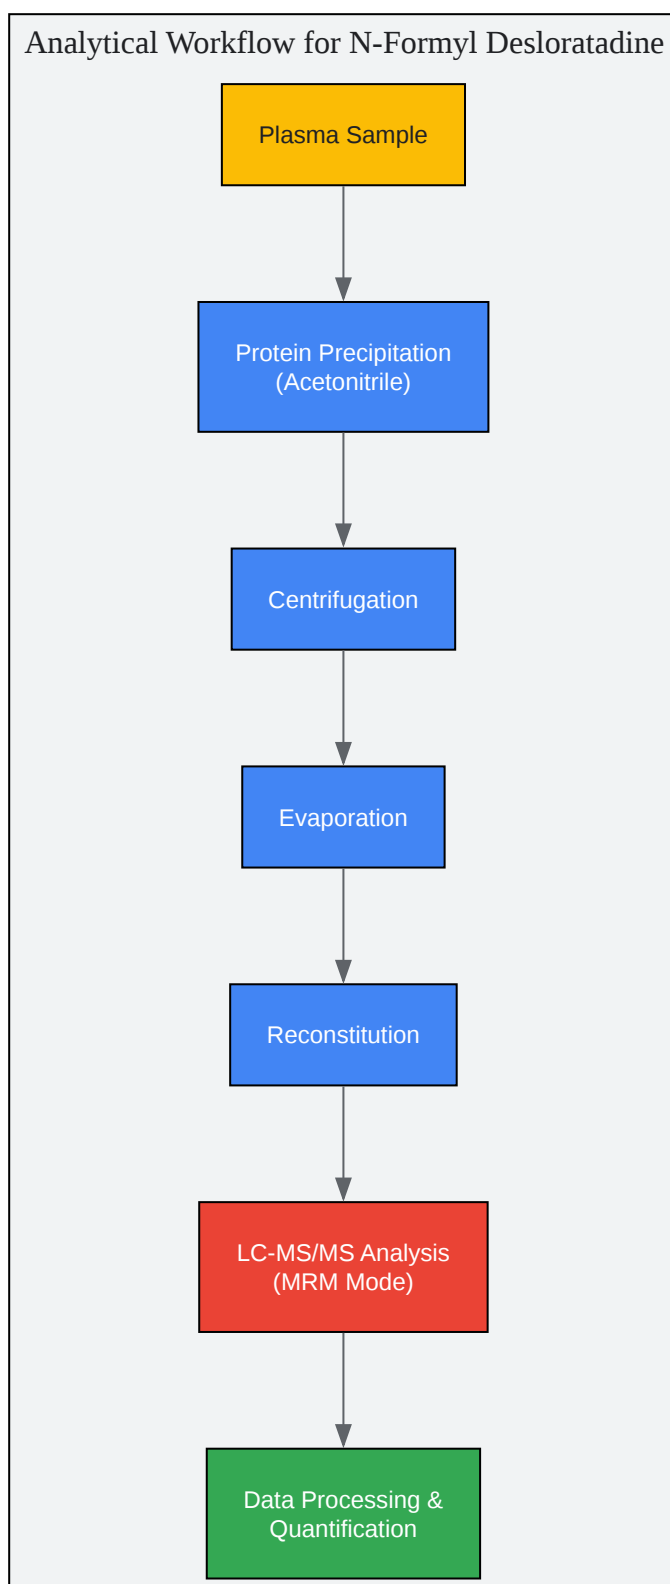 Analytical Workflow for N-Formyl Desloratadine
Plasma Sample
Protein Precipitation
(Acetonitrile)
Centrifugation
Evaporation
Reconstitution
LC-MS/MS Analysis
(MRM Mode)
Data Processing &
Quantification